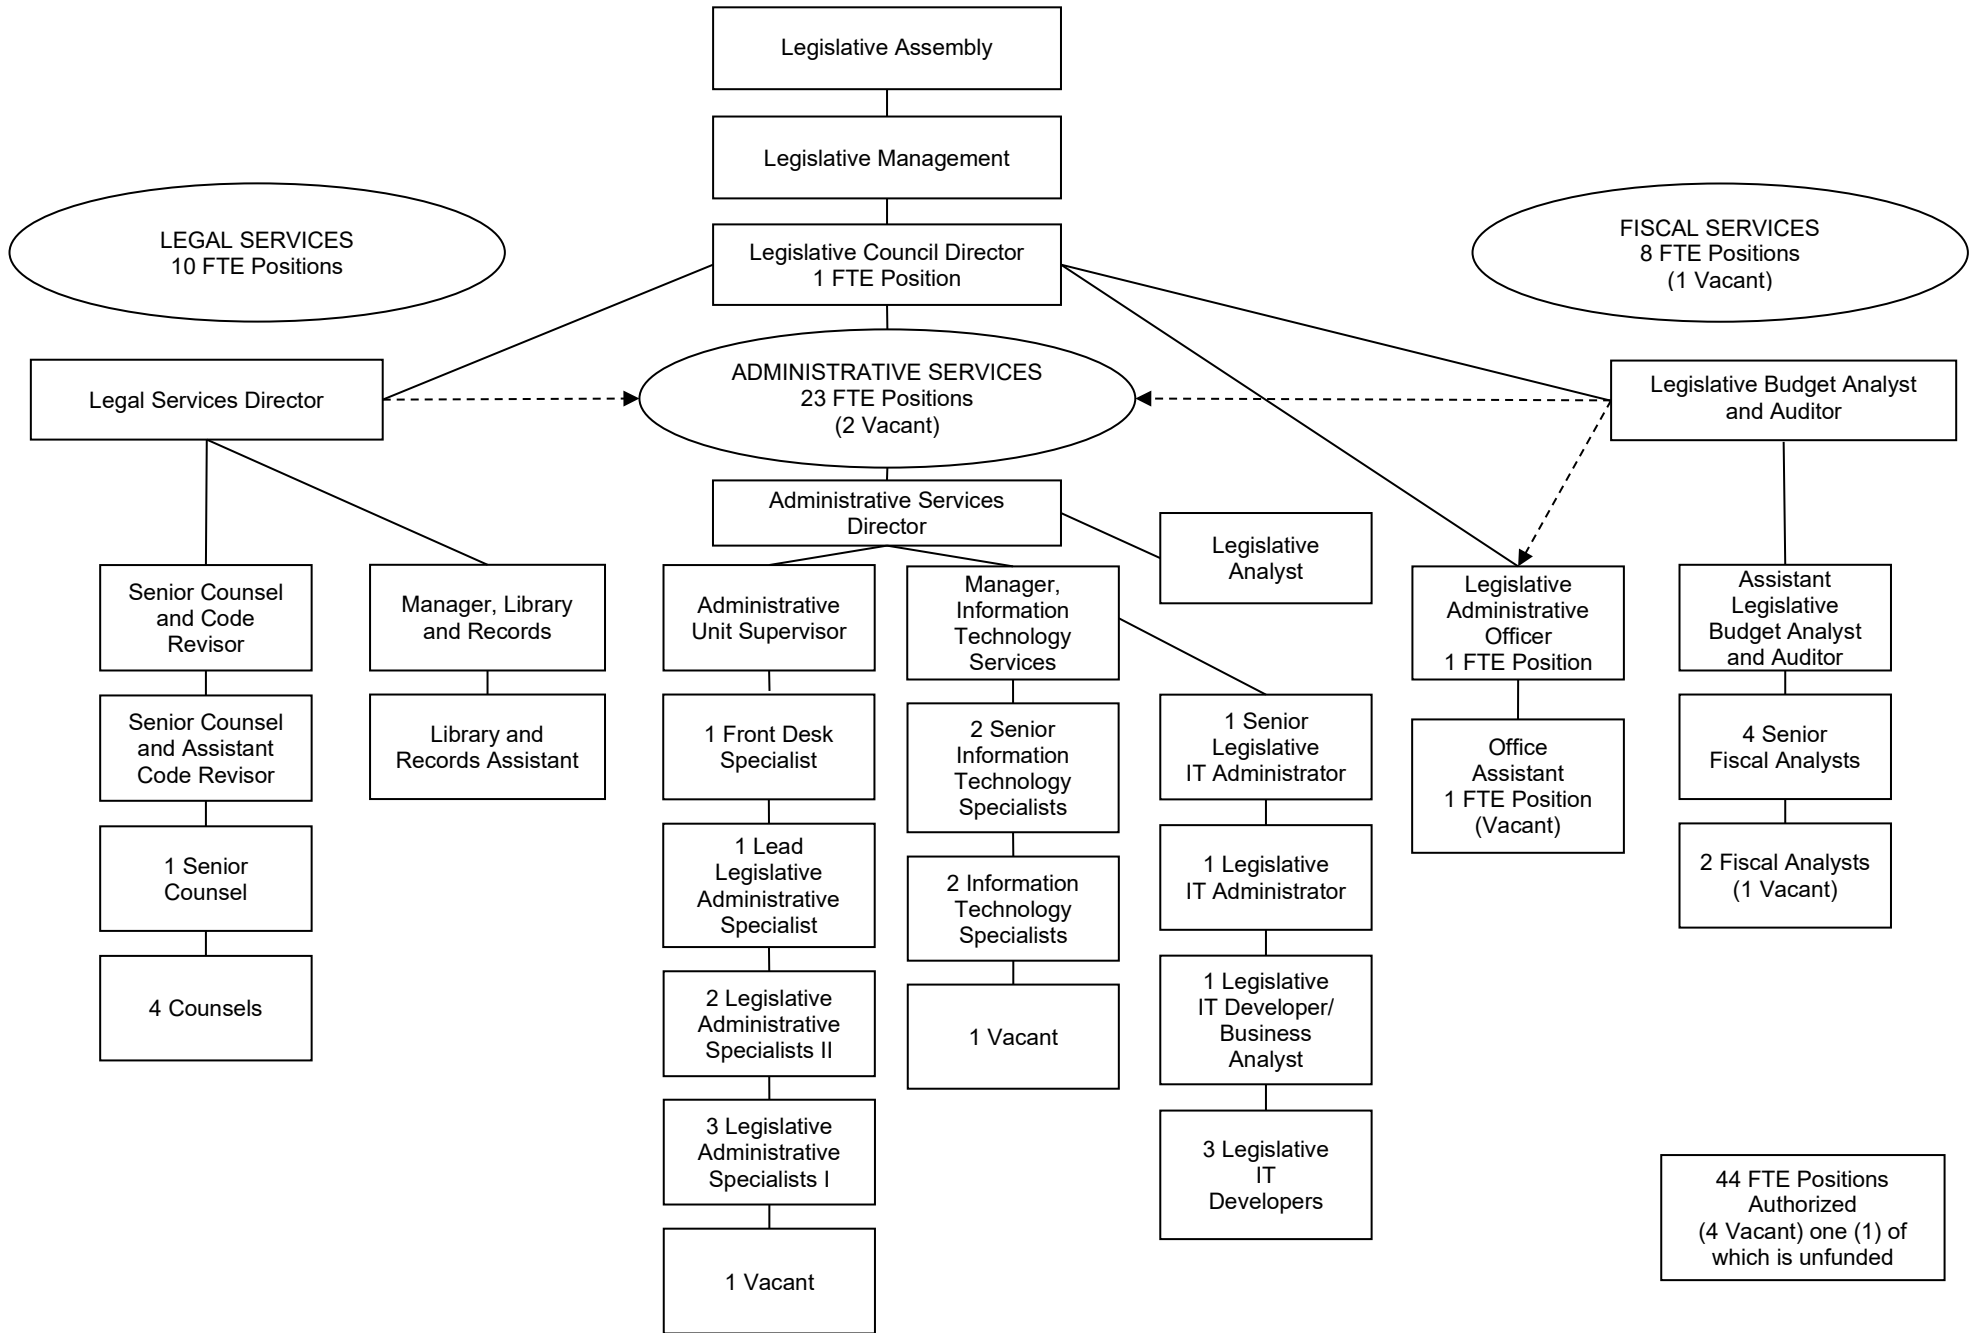 Legislative Assembly
Legislative Management
LEGAL SERVICES
10 FTE Positions
Legislative Council Director
1 FTE Position
FISCAL SERVICES
8 FTE Positions
(1 Vacant)
Legal Services Director
ADMINISTRATIVE SERVICES
23 FTE Positions
(2 Vacant)
Legislative Budget Analyst
and Auditor
Administrative Services
Director
Legislative
Analyst
Senior Counsel
and Code
Revisor
Manager, Library
and Records
Administrative
Unit Supervisor
Manager,
Information
Technology
Services
Legislative
Administrative
Officer
1 FTE Position
Assistant
Legislative
Budget Analyst
and Auditor
Senior Counsel
and Assistant
Code Revisor
Library and
Records Assistant
1 Front Desk
Specialist
2 Senior
Information
Technology
Specialists
1 Senior
Legislative
IT Administrator
Office
Assistant
1 FTE Position
(Vacant)
4 Senior
Fiscal Analysts
1 Senior
Counsel
1 Lead
Legislative
Administrative
Specialist
2 Information
Technology
Specialists
1 Legislative
IT Administrator
2 Fiscal Analysts
(1 Vacant)
4 Counsels
2 Legislative
Administrative
Specialists II
1 Vacant
1 Legislative
IT Developer/
Business
Analyst
3 Legislative
Administrative
Specialists I
3 Legislative
IT
Developers
1 Vacant
44 FTE Positions
Authorized
(4 Vacant) one (1) of
which is unfunded